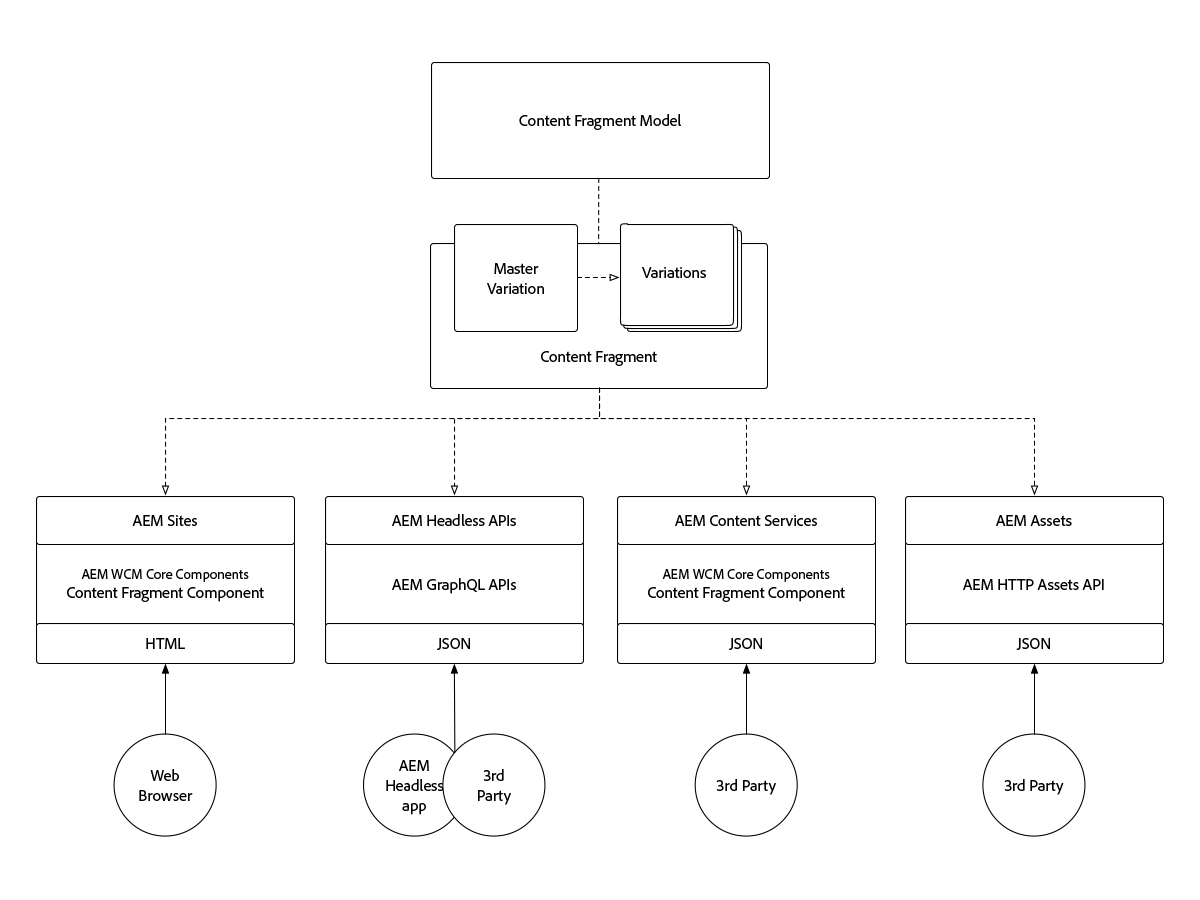 Content Fragment Model
Master
Variation
Variations
Content Fragment
AEM Sites
AEM WCM Core Components
Content Fragment Component
HTML
AEM Headless APIs
AEM GraphQL APIs
JSON
AEM Content Services
AEM WCM Core Components
Content Fragment Component
JSON
AEM Assets
AEM HTTP Assets API
JSON
Web
Browser
AEM
Headless
app
3rd
Party
3rd Party
3rd Party